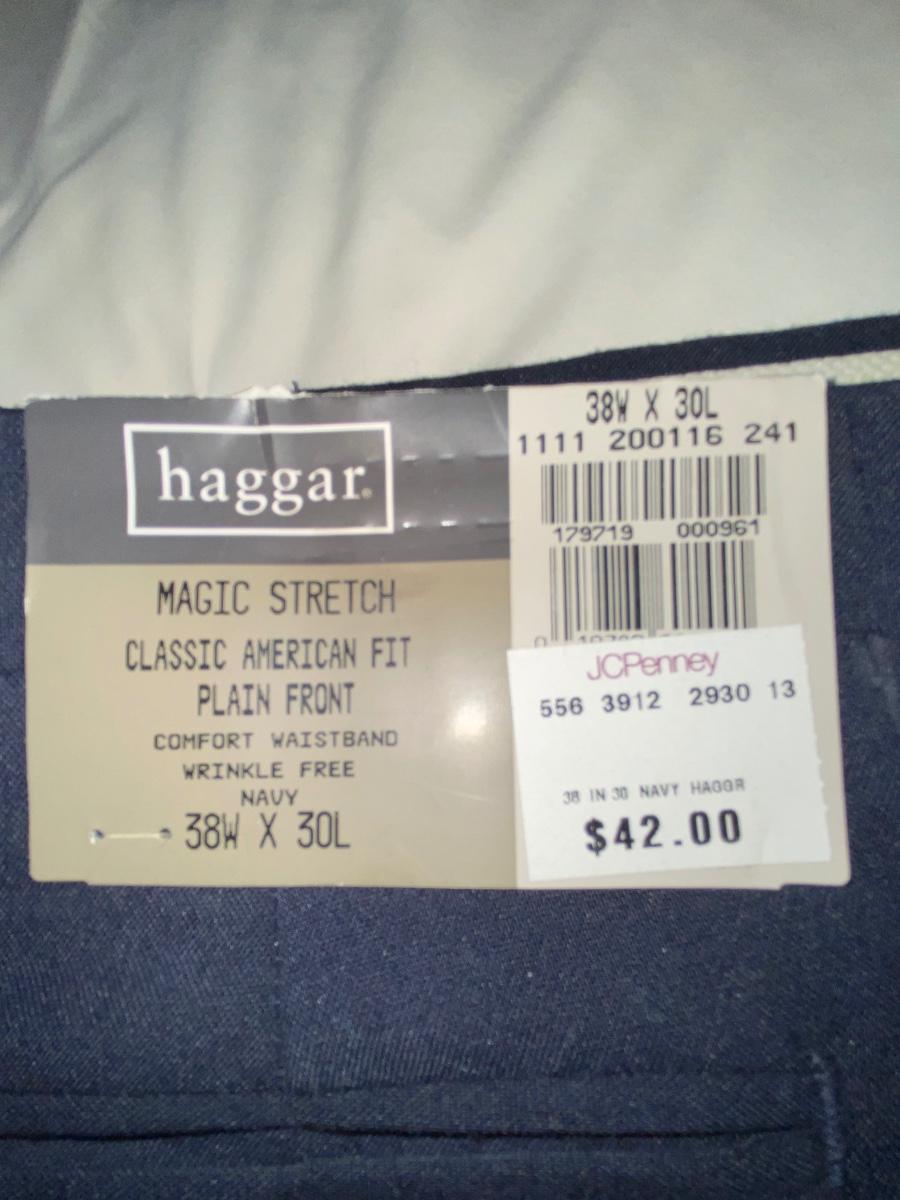 haggar
MAGIC STRETCH
CLASSIC AMERICAN FIT
PLAIN FRONT
COMFORT WAISTBAND
WRINKLE FREE
NAVY
38W X 30L
38W X 30L
1111 200116 241
179719 000961
JCPenney
556 3912 2930 13
38 IN 30 NAVY HAGGR
$42.00